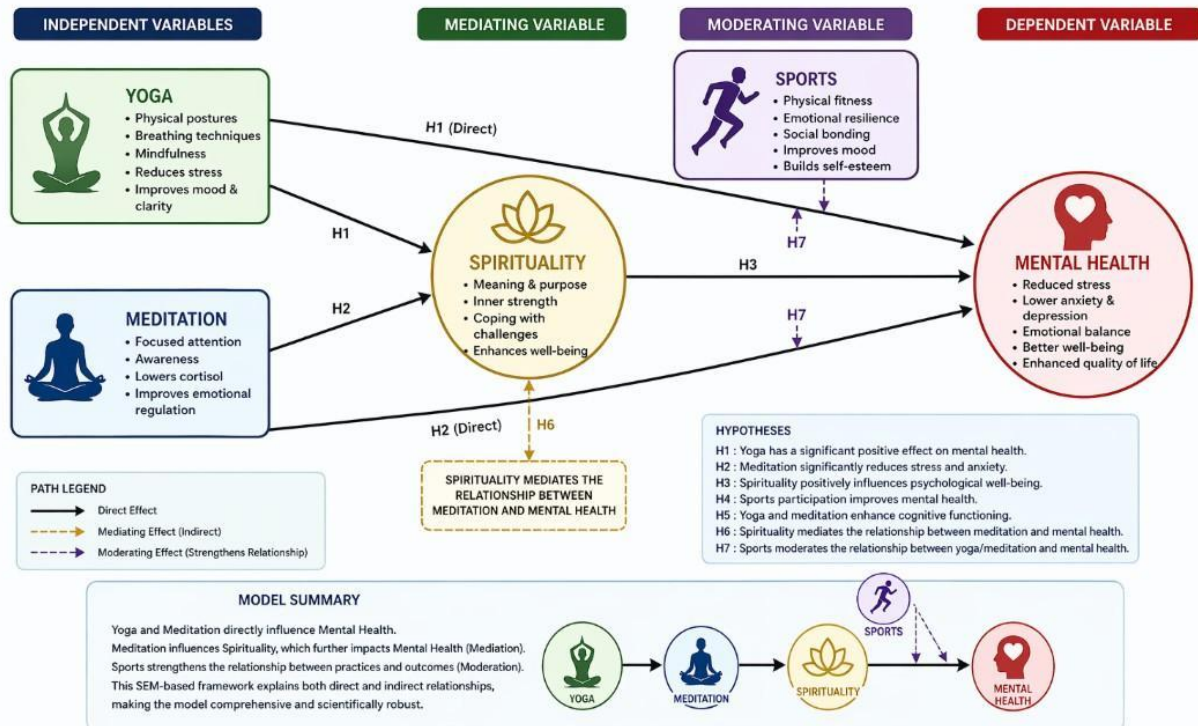 INDEPENDENT VARIABLES
MEDIATING VARIABLE
MODERATING VARIABLE
DEPENDENT VARIABLE
YOGA
• Physical postures
• Breathing techniques
• Mindfulness
• Reduces stress
• Improves mood &
clarity
SPORTS
• Physical fitness
• Emotional resilience
• Social bonding
• Improves mood
• Builds self-esteem
H1 (Direct)
H1
H7
SPIRITUALITY
• Meaning & purpose
• Inner strength
• Coping with
challenges
• Enhances well-being
H3
MENTAL HEALTH
• Reduced stress
• Lower anxiety &
depression
• Emotional balance
• Better well-being
• Enhanced quality of life
MEDITATION
• Focused attention
• Awareness
• Lowers cortisol
• Improves emotional
regulation
H2
H7
H2 (Direct)
H6
SPIRITUALITY MEDIATES THE
RELATIONSHIP BETWEEN
MEDITATION AND MENTAL HEALTH
PATH LEGEND
Direct Effect
Mediating Effect (Indirect)
Moderating Effect (Strengthens Relationship)
HYPOTHESES
H1 : Yoga has a significant positive effect on mental health.
H2 : Meditation significantly reduces stress and anxiety.
H3 : Spirituality positively influences psychological well-being.
H4 : Sports participation improves mental health.
H5 : Yoga and meditation enhance cognitive functioning.
H6 : Spirituality mediates the relationship between meditation and mental health.
H7 : Sports moderates the relationship between yoga/meditation and mental health.
MODEL SUMMARY
Yoga and Meditation directly influence Mental Health.
Meditation influences Spirituality, which further impacts Mental Health (Mediation).
Sports strengthens the relationship between practices and outcomes (Moderation).
This SEM-based framework explains both direct and indirect relationships,
making the model comprehensive and scientifically robust.
YOGA
MEDITATION
SPIRITUALITY
SPORTS
MENTAL
HEALTH